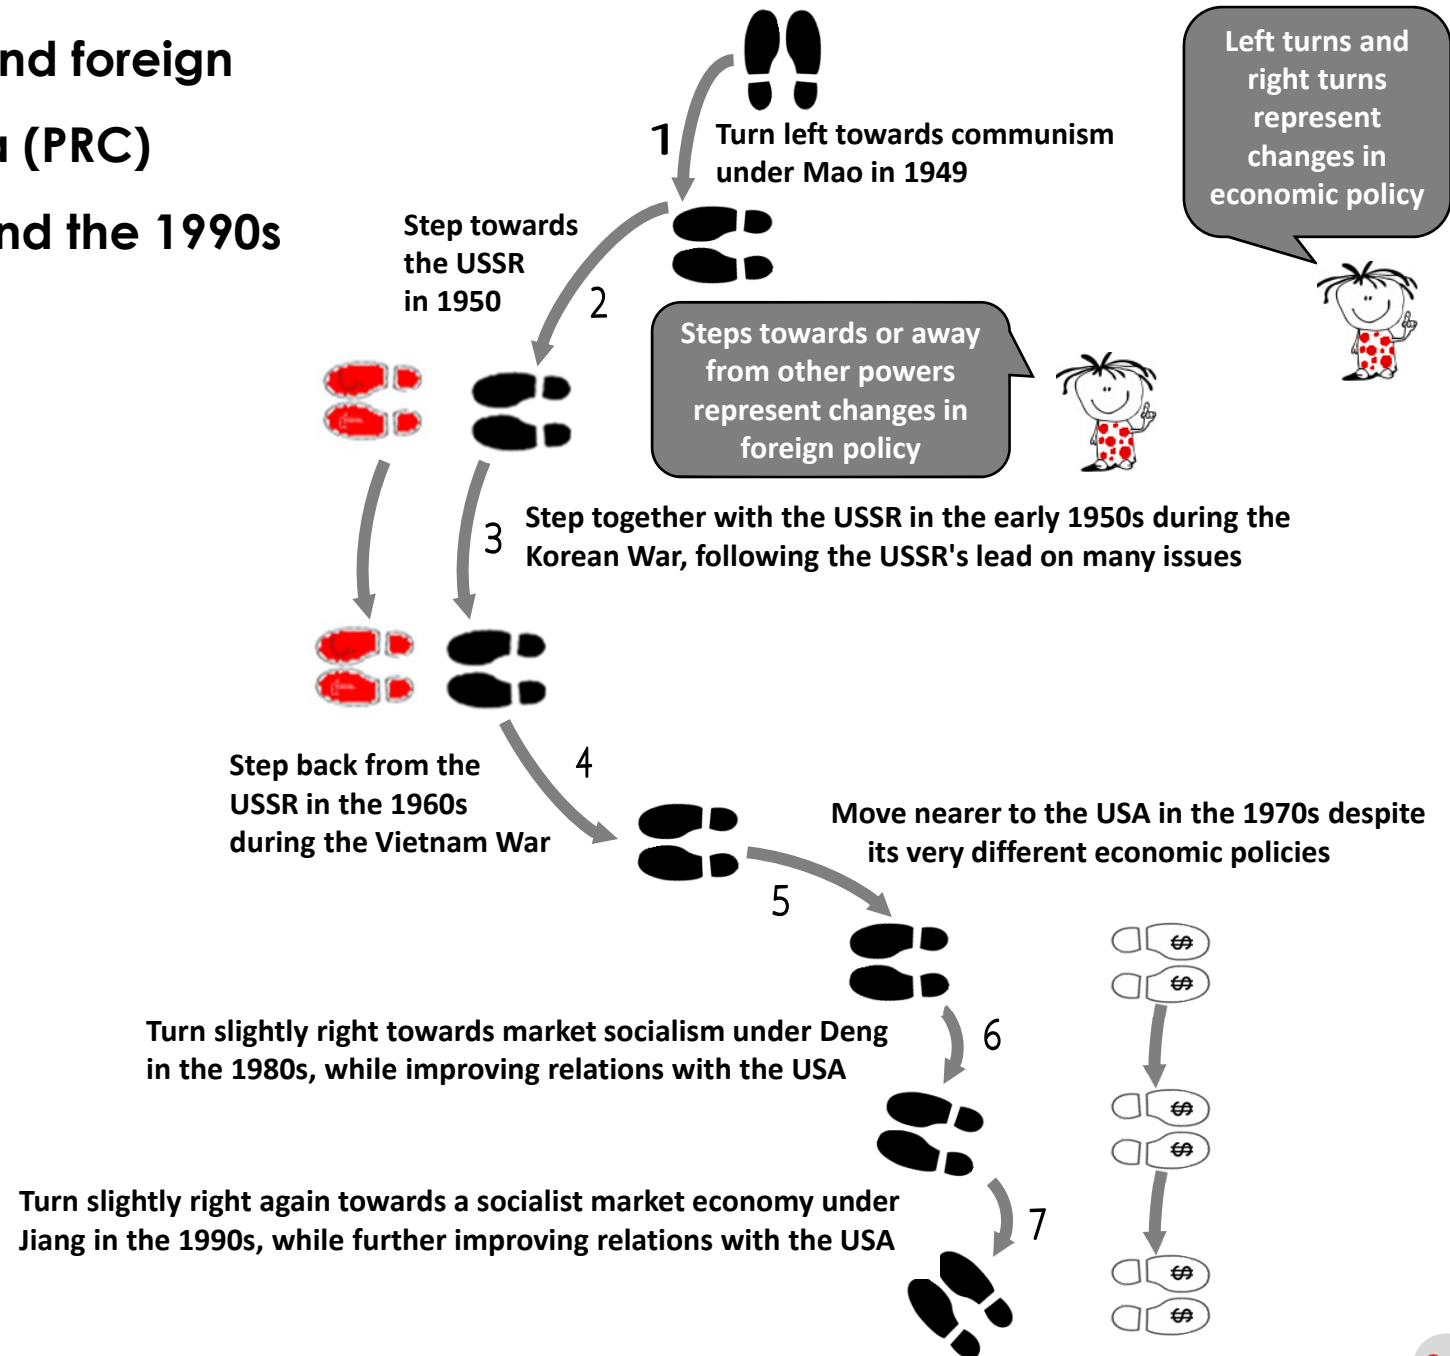 nd foreign
(PRC)
nd the 1990s
Left turns and
right turns
represent
changes in
economic policy
1
Turn left towards communism
under Mao in 1949
Step towards
the USSR
in 1950
2
Steps towards or away
from other powers
represent changes in
foreign policy
3
Step together with the USSR in the early 1950s during the
Korean War, following the USSR's lead on many issues
Step back from the
USSR in the 1960s
during the Vietnam War
4
Move nearer to the USA in the 1970s despite
its very different economic policies
5
$
$
Turn slightly right towards market socialism under Deng
in the 1980s, while improving relations with the USA
6
$
$
Turn slightly right again towards a socialist market economy under
Jiang in the 1990s, while further improving relations with the USA
7
$
$